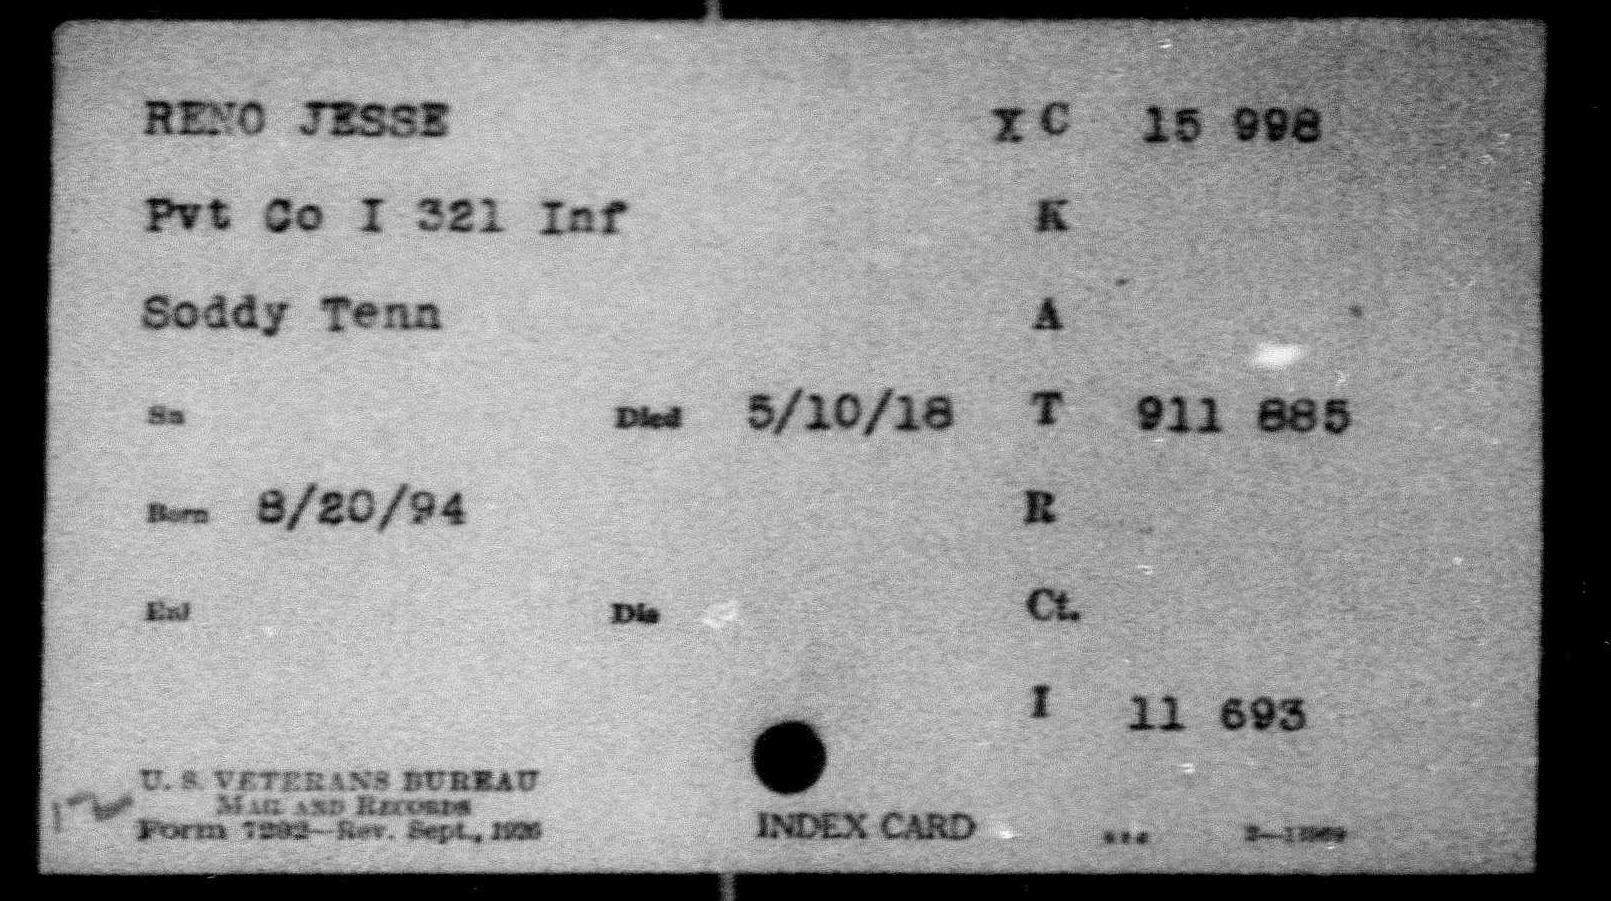 RENO JESSE X C 15 998
Pvt Co I 321 Inf K
Soddy Tenn A
Sn Died 5/10/18 T 911 885
Born 8/20/94 R
Enl Dis Ct.
I 11 693
U. S. VETERANS BUREAU
MAIL AND RECORDS
Form 7292—Rev. Sept., 1926
INDEX CARD